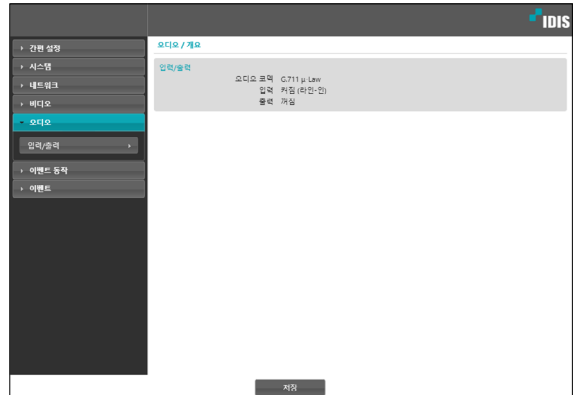 IDIS
간편 설정
시스템
네트워크
비디오
오디오
입력/출력
이벤트 동작
이벤트
오디오 / 개요
입력/출력
오디오 코덱 G.711 µ-Law
입력 켜짐 (라인-인)
출력 꺼짐
저장